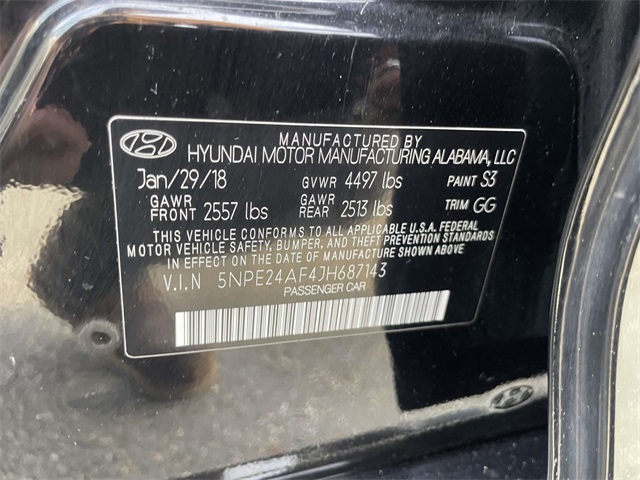 MANUFACTURED BY
HYUNDAI MOTOR MANUFACTURING ALABAMA, LLC
Jan/29/18 GVWR 4497 lbs PAINT S3
GAWR FRONT 2557 lbs GAWR REAR 2513 lbs TRIM GG
THIS VEHICLE CONFORMS TO ALL APPLICABLE U.S.A. FEDERAL
MOTOR VEHICLE SAFETY, BUMPER, AND THEFT PREVENTION STANDARDS
IN EFFECT ON THE DATE OF MANUFACTURE SHOWN ABOVE.
V.I.N 5NPE24AF4JH687143
PASSENGER CAR